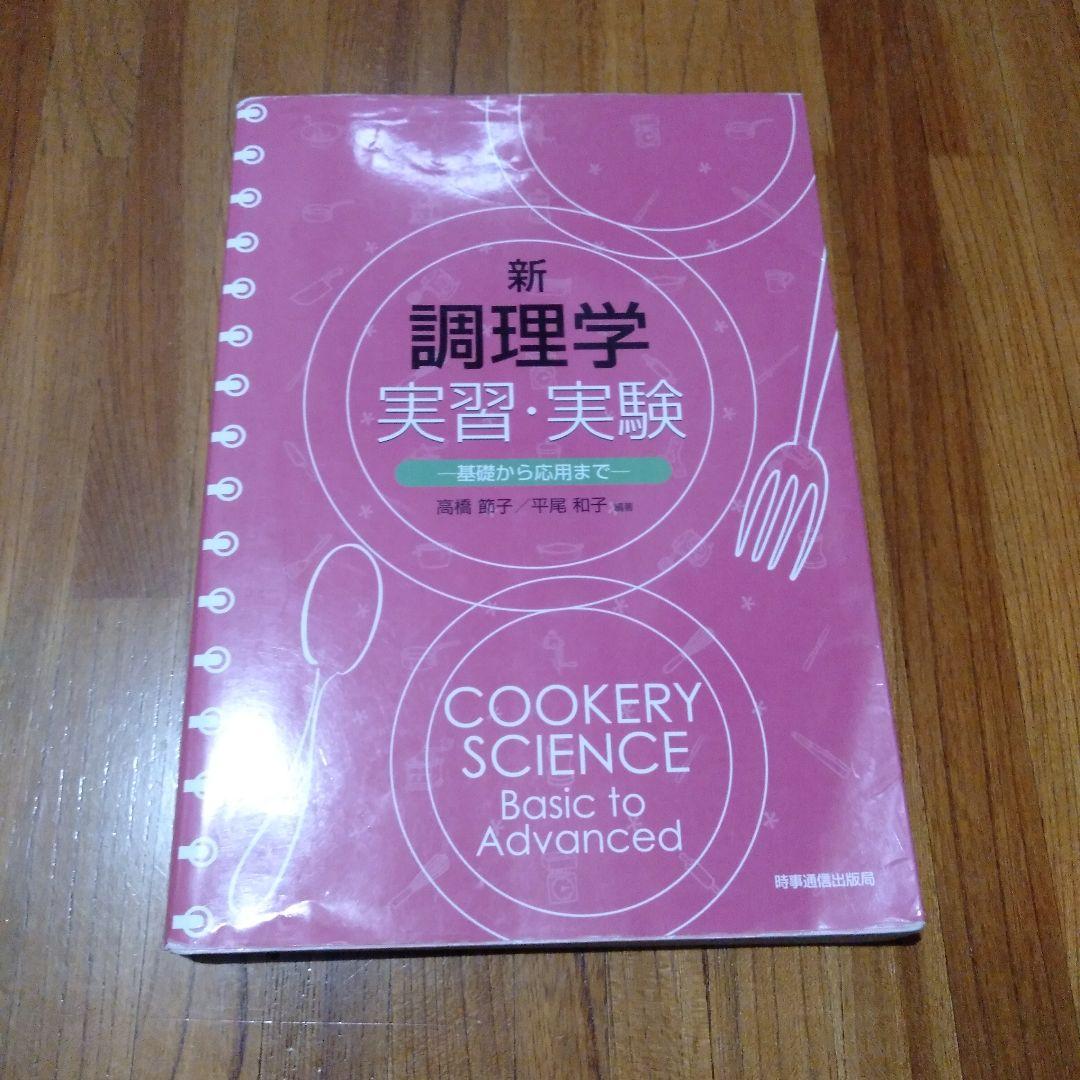 新
調理学
実習・実験
―基礎から応用まで―
高橋 節子／平尾 和子 編著
COOKERY
SCIENCE
Basic to
Advanced
時事通信出版局